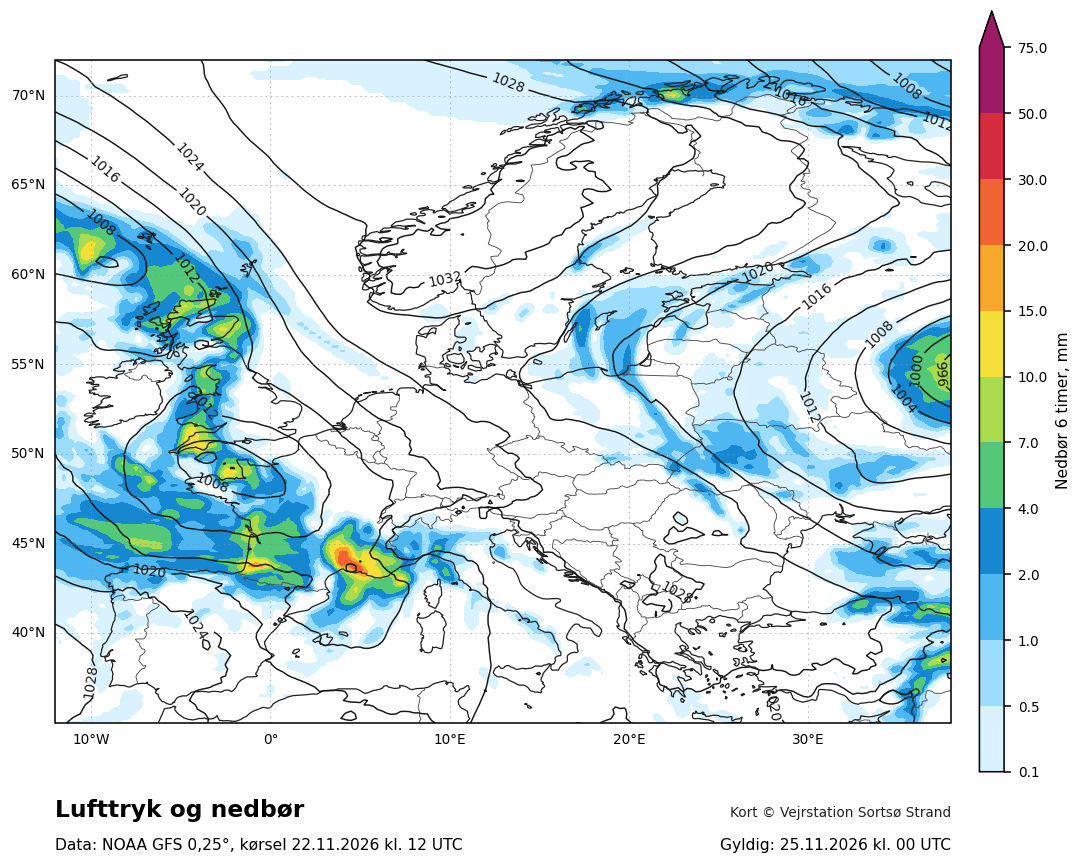 75.0
50.0
30.0
20.0
15.0
10.0
7.0
4.0
2.0
1.0
0.5
0.1
Nedbør 6 timer, mm
70°N
65°N
60°N
55°N
50°N
45°N
40°N
10°W
0°
10°E
20°E
30°E
1028
1008
1016
1012
1024
1016
1020
1008
1012
1032
1020
1016
1008
1000
996
1004
1012
1012
1008
1020
1024
1028
1028
1020
Lufttryk og nedbør
Kort © Vejrstation Sortsø Strand
Data: NOAA GFS 0,25°, kørsel 22.11.2026 kl. 12 UTC
Gyldig: 25.11.2026 kl. 00 UTC